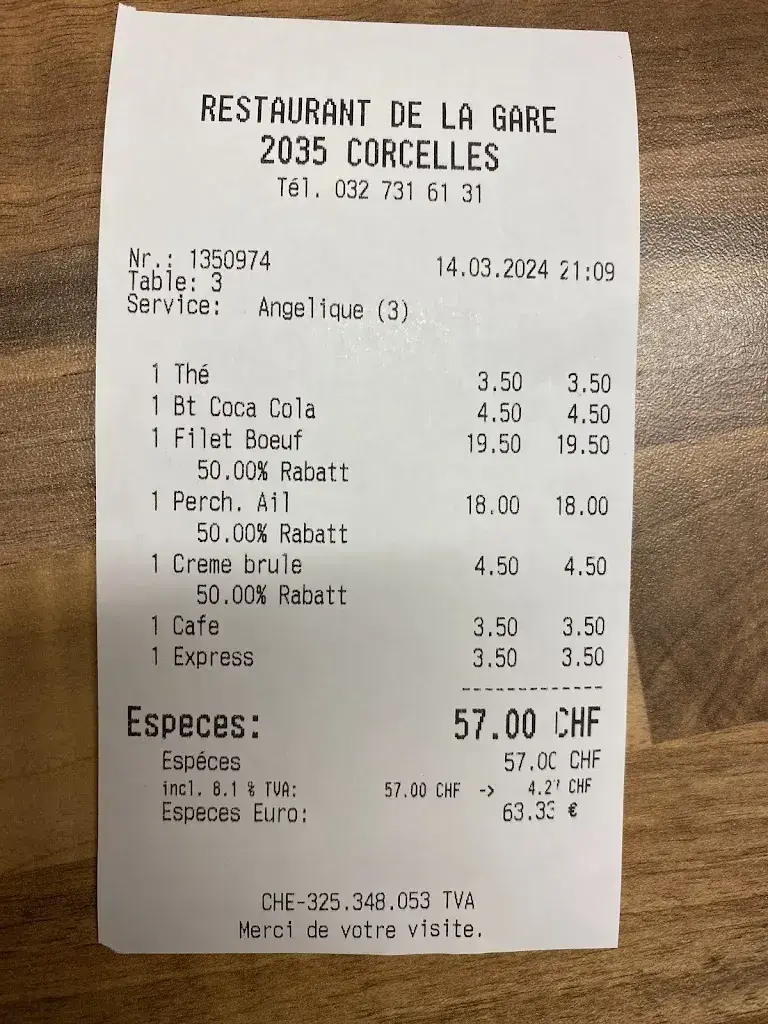 RESTAURANT DE LA GARE
2035 CORCELLES
Tél. 032 731 61 31
Nr.: 1350974 14.03.2024 21:09
Table: 3
Service: Angelique (3)
1 Thé 3.50 3.50
1 Bt Coca Cola 4.50 4.50
1 Filet Boeuf 19.50 19.50
50.00% Rabatt
1 Perch. Ail 18.00 18.00
50.00% Rabatt
1 Creme brule 4.50 4.50
50.00% Rabatt
1 Cafe 3.50 3.50
1 Express 3.50 3.50
-------------
Especes: 57.00 CHF
Espéces 57.00 CHF
incl. 8.1 % TVA: 57.00 CHF -> 4.27 CHF
Especes Euro: 63.33 €
CHE-325.348.053 TVA
Merci de votre visite.